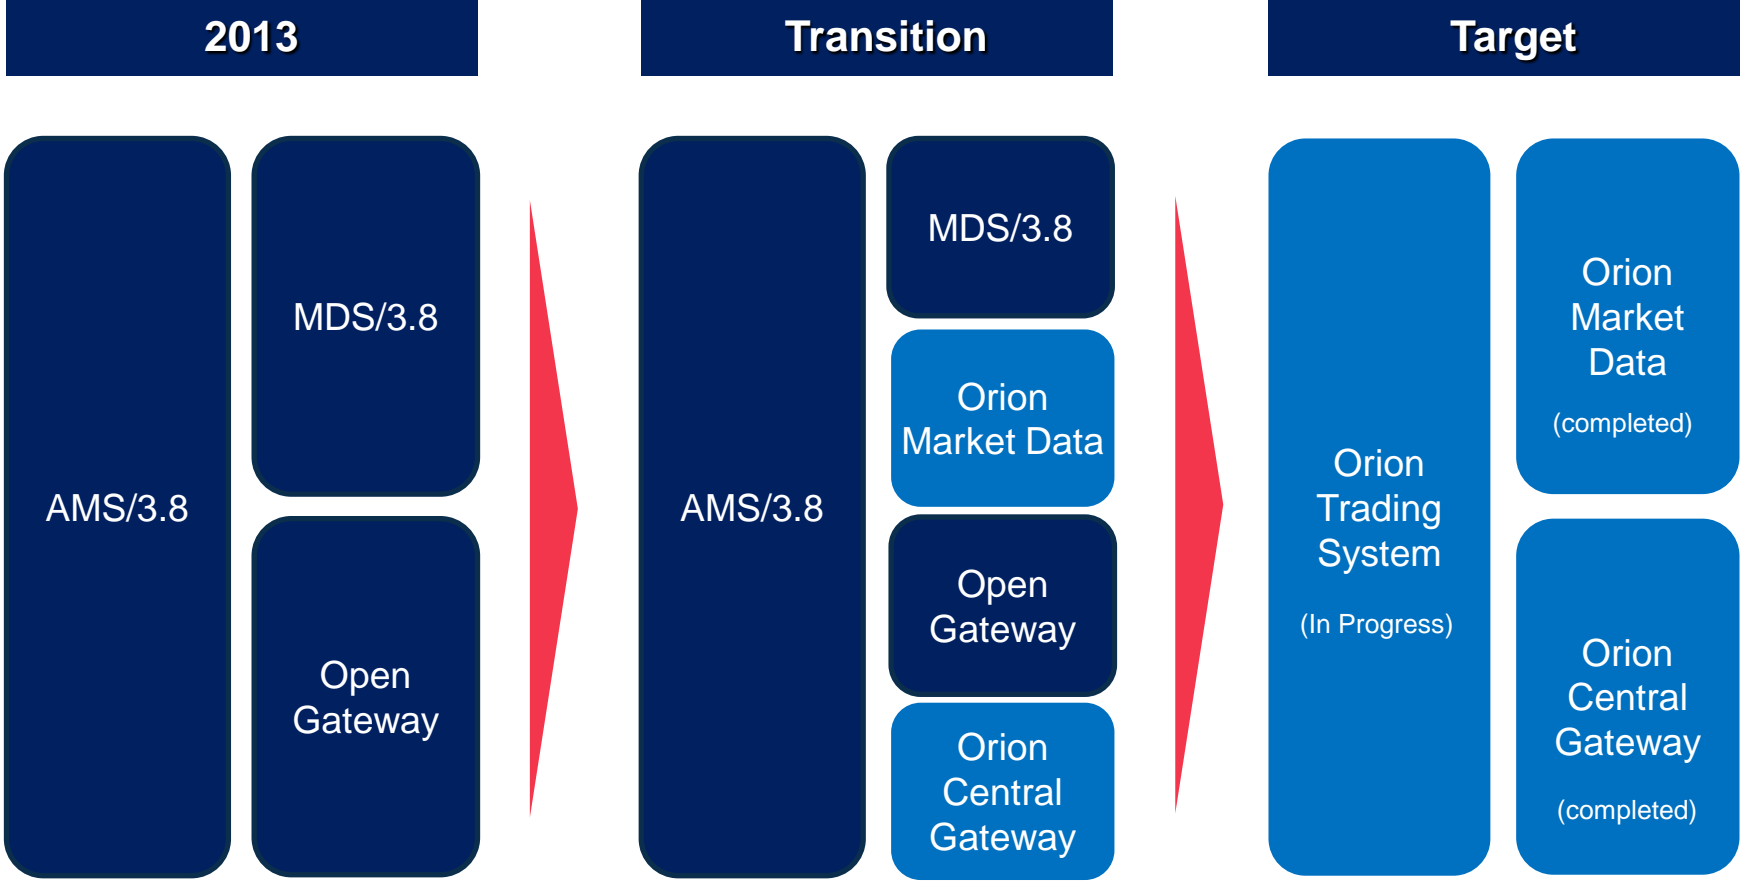 2013
Transition
Target
AMS/3.8
MDS/3.8
Open
Gateway
AMS/3.8
MDS/3.8
Orion
Market Data
Open
Gateway
Orion
Central
Gateway
Orion
Trading
System
(In Progress)
Orion
Market
Data
(completed)
Orion
Central
Gateway
(completed)